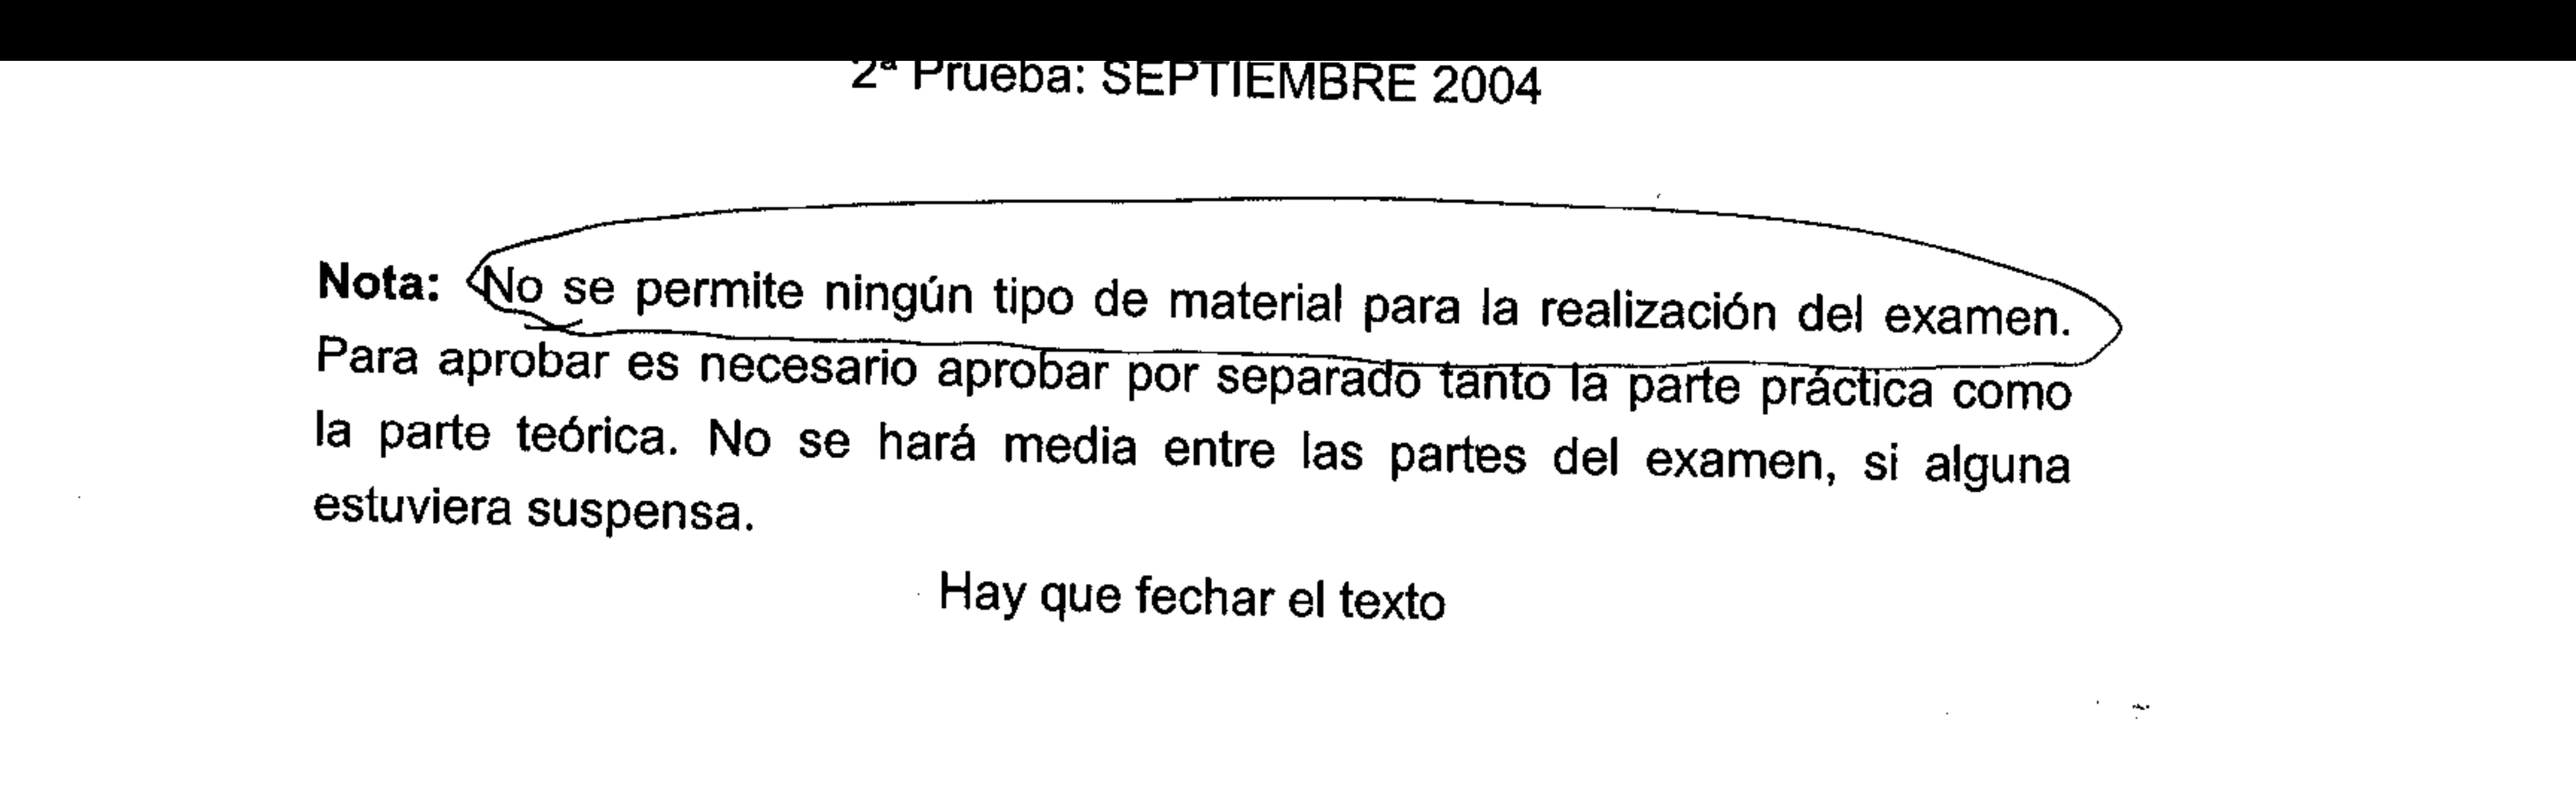 2ª Prueba: SEPTIEMBRE 2004
Nota: No se permite ningún tipo de material para la realización del examen.
Para aprobar es necesario aprobar por separado tanto la parte práctica como
la parte teórica. No se hará media entre las partes del examen, si alguna
estuviera suspensa.
Hay que fechar el texto